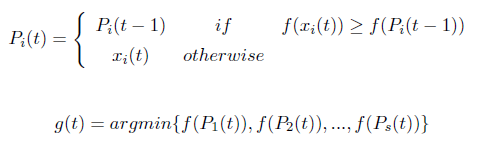 P_i(t) = { P_i(t − 1) if f(x_i(t)) ≥ f(P_i(t − 1))
x_i(t) otherwise
g(t) = argmin{f(P_1(t)), f(P_2(t)), ..., f(P_s(t))}